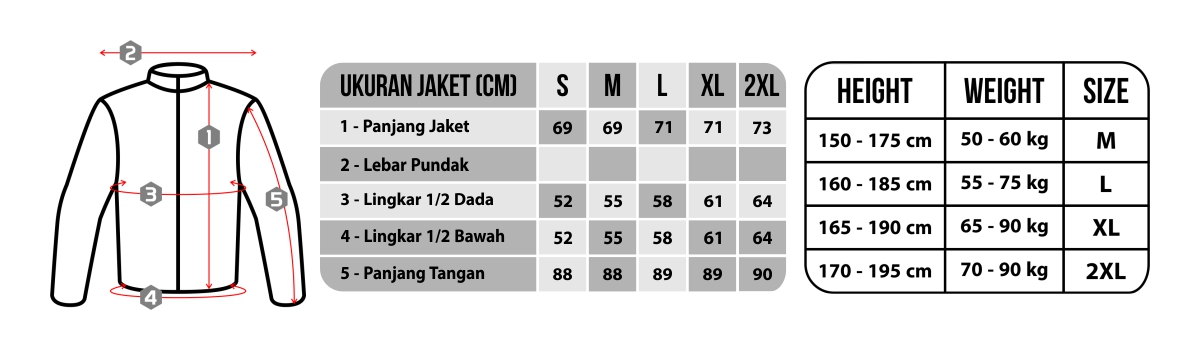 2
1
3
5
4
UKURAN JAKET (CM) S M L XL 2XL
1 - Panjang Jaket 69 69 71 71 73
2 - Lebar Pundak
3 - Lingkar 1/2 Dada 52 55 58 61 64
4 - Lingkar 1/2 Bawah 52 55 58 61 64
5 - Panjang Tangan 88 88 89 89 90
HEIGHT WEIGHT SIZE
150 - 175 cm 50 - 60 kg M
160 - 185 cm 55 - 75 kg L
165 - 190 cm 65 - 90 kg XL
170 - 195 cm 70 - 90 kg 2XL